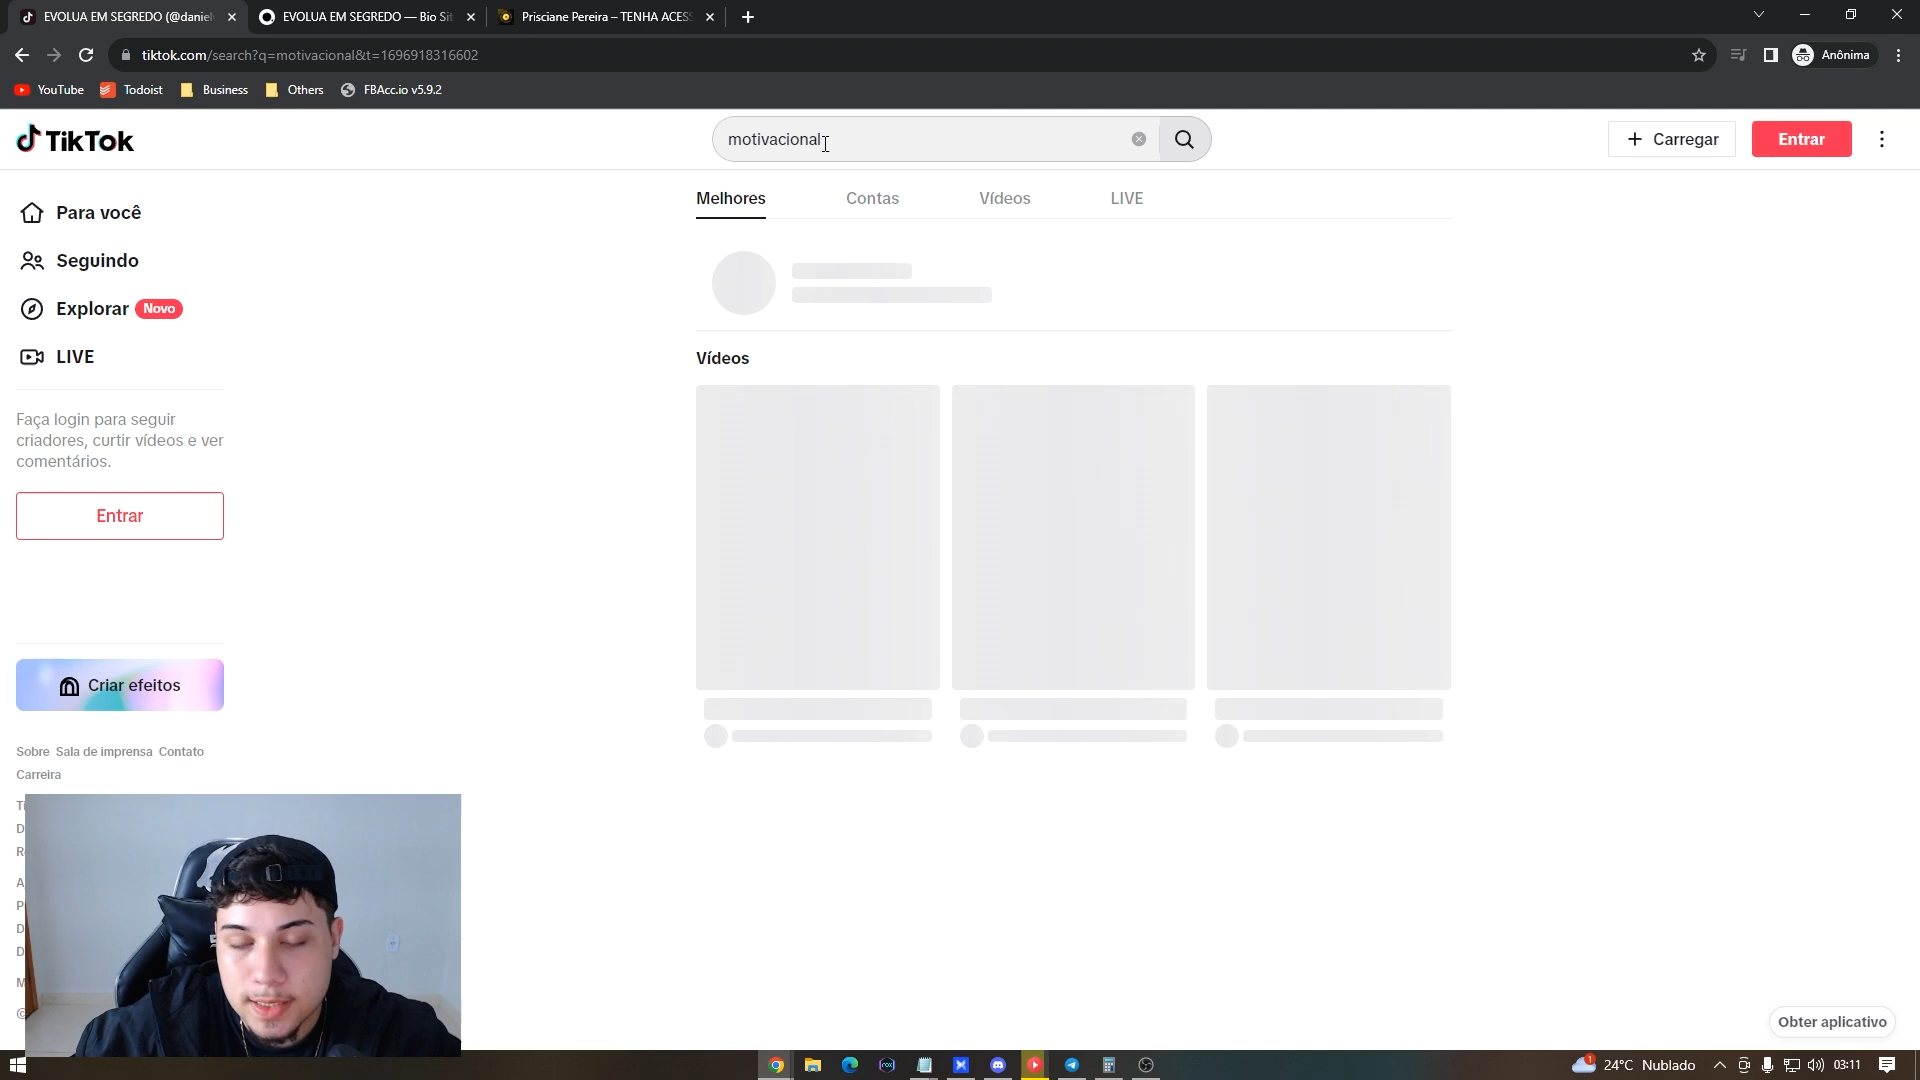 EVOLUA EM SEGREDO (@daniel
EVOLUA EM SEGREDO — Bio Sit
Prisciane Pereira – TENHA ACES
tiktok.com/search?q=motivacional&t=1696918316602
Anônima
YouTube
Todoist
Business
Others
FBAcc.io v5.9.2
TikTok
motivacional
Carregar
Entrar
Melhores
Contas
Vídeos
LIVE
Para você
Seguindo
Explorar
Novo
LIVE
Vídeos
Faça login para seguir
criadores, curtir vídeos e ver
comentários.
Entrar
Criar efeitos
Sobre Sala de imprensa Contato
Carreira
Obter aplicativo
24°C Nublado
03:11